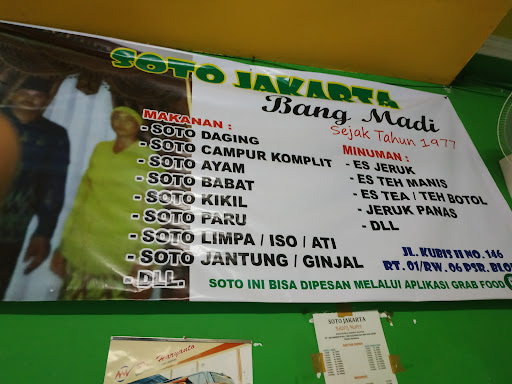 SOTO JAKARTA
Bang Madi
Sejak Tahun 1977
MAKANAN :
- SOTO DAGING
- SOTO CAMPUR KOMPLIT
- SOTO AYAM
- SOTO BABAT
- SOTO KIKIL
- SOTO PARU
- SOTO LIMPA / ISO / ATI
- SOTO JANTUNG / GINJAL
- DLL.
MINUMAN :
- ES JERUK
- ES TEH MANIS
- ES TEA / TEH BOTOL
- JERUK PANAS
- DLL
JL. KUBIS II NO. 146
RT. 01/RW. 06 PSR. BLO
SOTO INI BISA DIPESAN MELALUI APLIKASI GRAB FOOD
Haryanto
SOTO JAKARTA